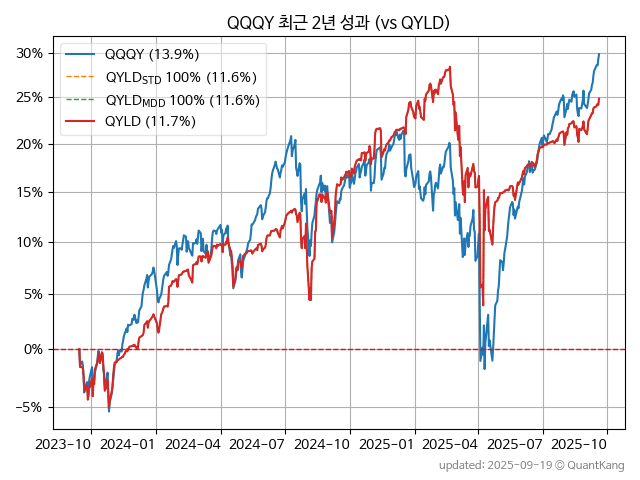 QQQY 최근 2년 성과 (vs QYLD)
QQQY (13.9%)
QYLD_STD 100% (11.6%)
QYLD_MDD 100% (11.6%)
QYLD (11.7%)
30%
25%
20%
15%
10%
5%
0%
−5%
2023-10 2024-01 2024-04 2024-07 2024-10 2025-01 2025-04 2025-07 2025-10
updated: 2025-09-19 © QuantKang